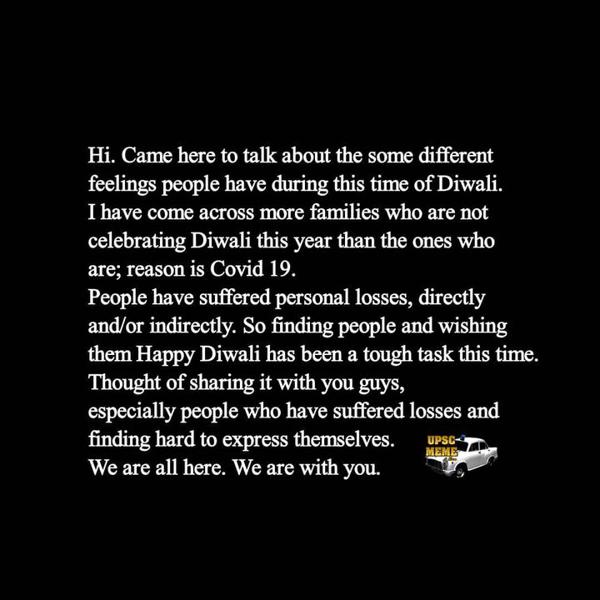 Hi. Came here to talk about the some different
feelings people have during this time of Diwali.
I have come across more families who are not
celebrating Diwali this year than the ones who
are; reason is Covid 19.
People have suffered personal losses, directly
and/or indirectly. So finding people and wishing
them Happy Diwali has been a tough task this time.
Thought of sharing it with you guys,
especially people who have suffered losses and
finding hard to express themselves.
We are all here. We are with you.
UPSC
MEME